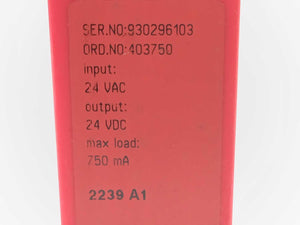 SER.NO:930296103
ORD.NO:403750
input:
24 VAC
output:
24 VDC
max load:
750 mA
2239 A1